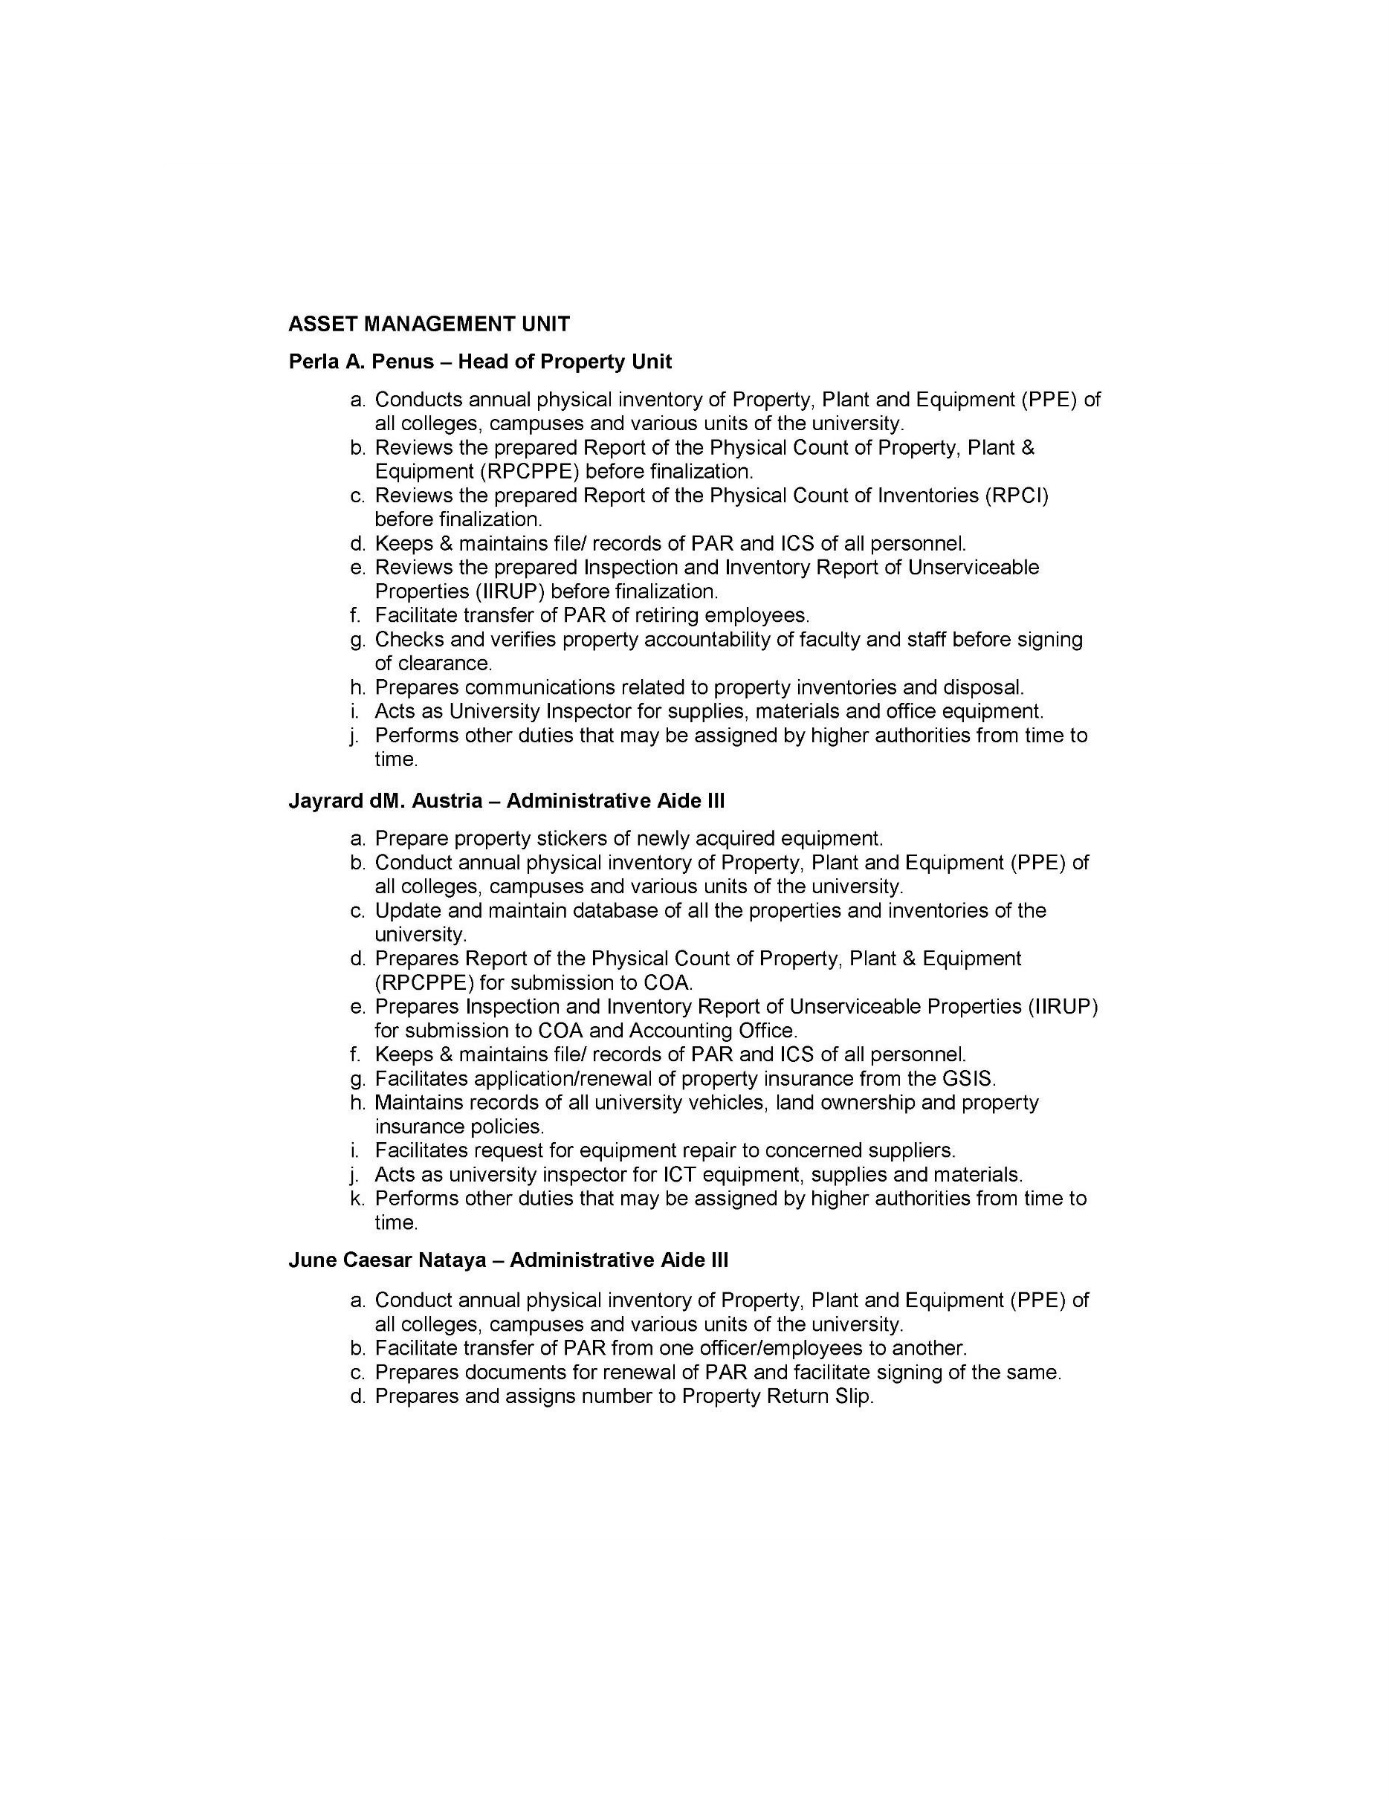 ASSET MANAGEMENT UNIT
Perla A. Penus – Head of Property Unit
a. Conducts annual physical inventory of Property, Plant and Equipment (PPE) of
all colleges, campuses and various units of the university.
b. Reviews the prepared Report of the Physical Count of Property, Plant &
Equipment (RPCPPE) before finalization.
c. Reviews the prepared Report of the Physical Count of Inventories (RPCI)
before finalization.
d. Keeps & maintains file/ records of PAR and ICS of all personnel.
e. Reviews the prepared Inspection and Inventory Report of Unserviceable
Properties (IIRUP) before finalization.
f. Facilitate transfer of PAR of retiring employees.
g. Checks and verifies property accountability of faculty and staff before signing
of clearance.
h. Prepares communications related to property inventories and disposal.
i. Acts as University Inspector for supplies, materials and office equipment.
j. Performs other duties that may be assigned by higher authorities from time to
time.
Jayrard dM. Austria – Administrative Aide III
a. Prepare property stickers of newly acquired equipment.
b. Conduct annual physical inventory of Property, Plant and Equipment (PPE) of
all colleges, campuses and various units of the university.
c. Update and maintain database of all the properties and inventories of the
university.
d. Prepares Report of the Physical Count of Property, Plant & Equipment
(RPCPPE) for submission to COA.
e. Prepares Inspection and Inventory Report of Unserviceable Properties (IIRUP)
for submission to COA and Accounting Office.
f. Keeps & maintains file/ records of PAR and ICS of all personnel.
g. Facilitates application/renewal of property insurance from the GSIS.
h. Maintains records of all university vehicles, land ownership and property
insurance policies.
i. Facilitates request for equipment repair to concerned suppliers.
j. Acts as university inspector for ICT equipment, supplies and materials.
k. Performs other duties that may be assigned by higher authorities from time to
time.
June Caesar Nataya – Administrative Aide III
a. Conduct annual physical inventory of Property, Plant and Equipment (PPE) of
all colleges, campuses and various units of the university.
b. Facilitate transfer of PAR from one officer/employees to another.
c. Prepares documents for renewal of PAR and facilitate signing of the same.
d. Prepares and assigns number to Property Return Slip.